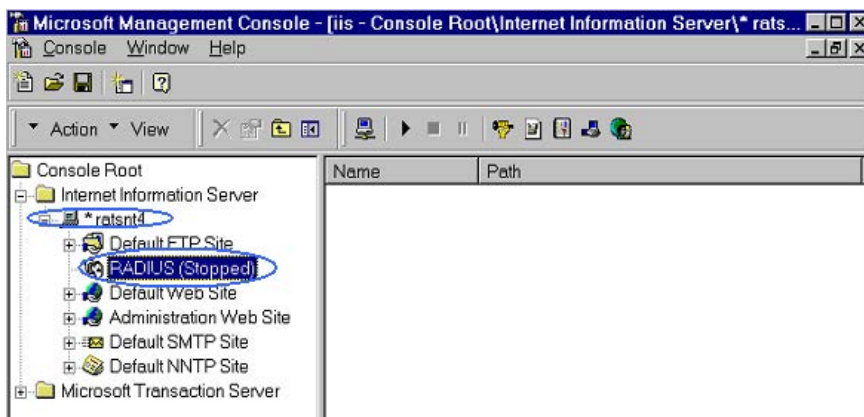 Microsoft Management Console - [iis - Console Root\Internet Information Server\* rats...
Console Window Help
Action View
Console Root
Name Path
Internet Information Server
* ratsnt4
Default FTP Site
RADIUS (Stopped)
Default Web Site
Administration Web Site
Default SMTP Site
Default NNTP Site
Microsoft Transaction Server